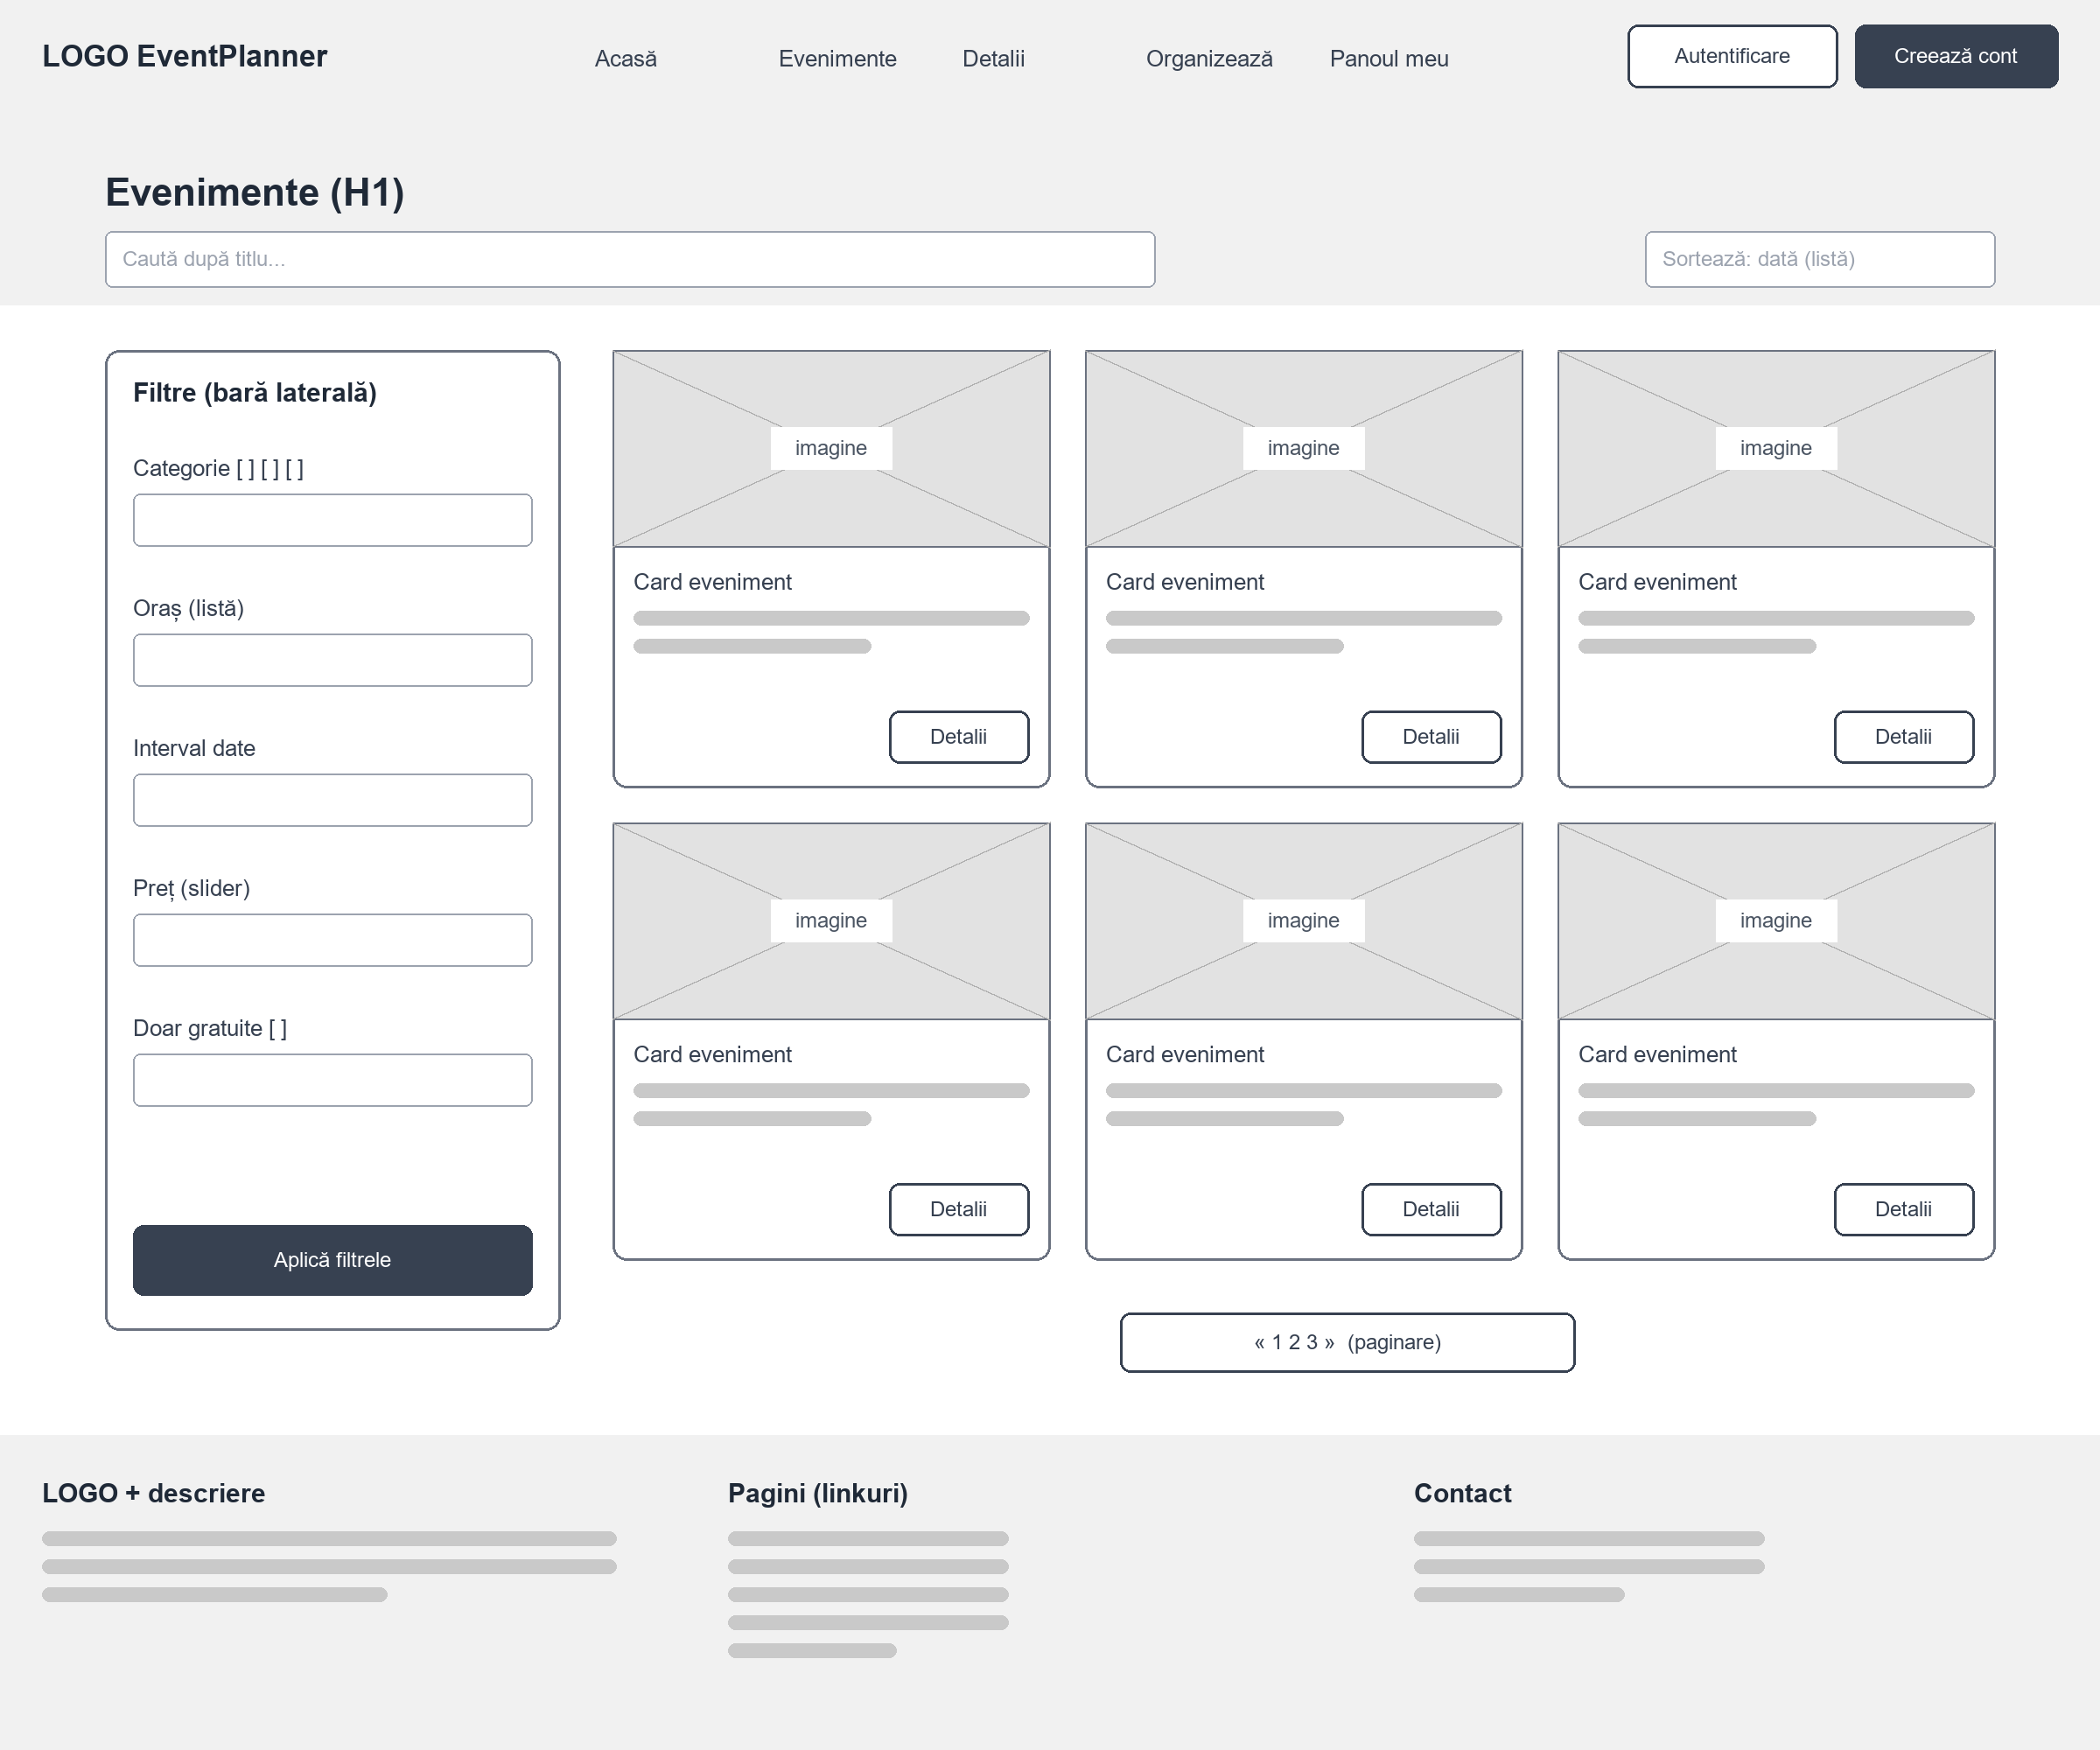 LOGO EventPlanner
Acasă Evenimente Detalii Organizează Panoul meu
Autentificare
Creează cont
Evenimente (H1)
Caută după titlu...
Sortează: dată (listă)
Filtre (bară laterală)
Categorie [ ] [ ] [ ]
Oraș (listă)
Interval date
Preț (slider)
Doar gratuite [ ]
Aplică filtrele
imagine
Card eveniment
Detalii
imagine
Card eveniment
Detalii
imagine
Card eveniment
Detalii
imagine
Card eveniment
Detalii
imagine
Card eveniment
Detalii
imagine
Card eveniment
Detalii
« 1 2 3 » (paginare)
LOGO + descriere
Pagini (linkuri)
Contact